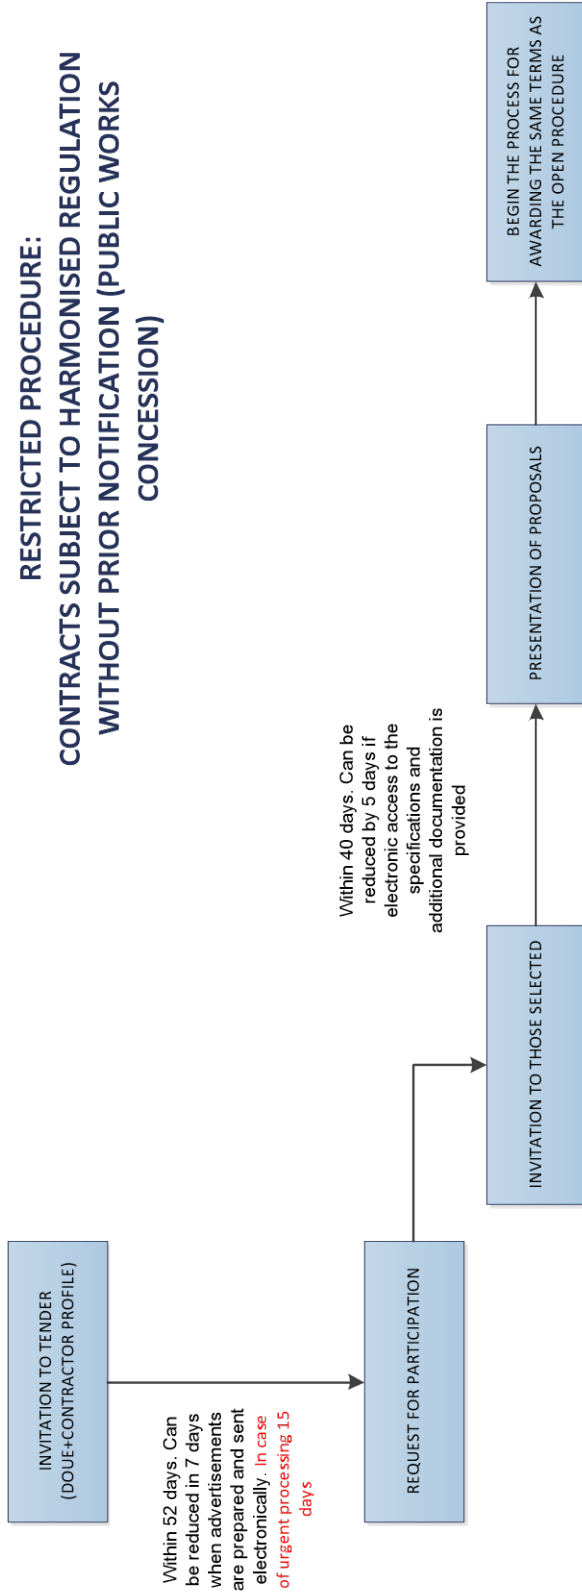 RESTRICTED PROCEDURE:
CONTRACTS SUBJECT TO HARMONISED REGULATION
WITHOUT PRIOR NOTIFICATION (PUBLIC WORKS
CONCESSION)
INVITATION TO TENDER
(DOUE+CONTRACTOR PROFILE)
Within 52 days. Can
be reduced in 7 days
when advertisements
are prepared and sent
electronically. In case
of urgent processing 15
days
REQUEST FOR PARTICIPATION
INVITATION TO THOSE SELECTED
Within 40 days. Can be
reduced by 5 days if
electronic access to the
specifications and
additional documentation is
provided
PRESENTATION OF PROPOSALS
BEGIN THE PROCESS FOR
AWARDING THE SAME TERMS AS
THE OPEN PROCEDURE